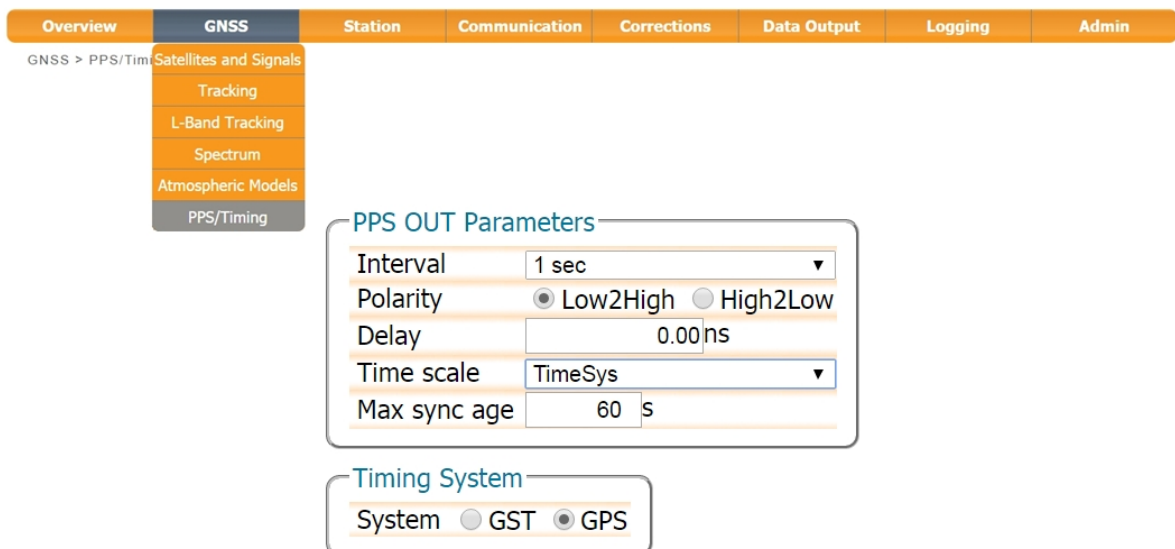 Overview GNSS Station Communication Corrections Data Output Logging Admin
GNSS > PPS/Timi
Satellites and Signals
Tracking
L-Band Tracking
Spectrum
Atmospheric Models
PPS/Timing
PPS OUT Parameters
Interval 1 sec
Polarity Low2High High2Low
Delay 0.00 ns
Time scale TimeSys
Max sync age 60 s
Timing System
System GST GPS